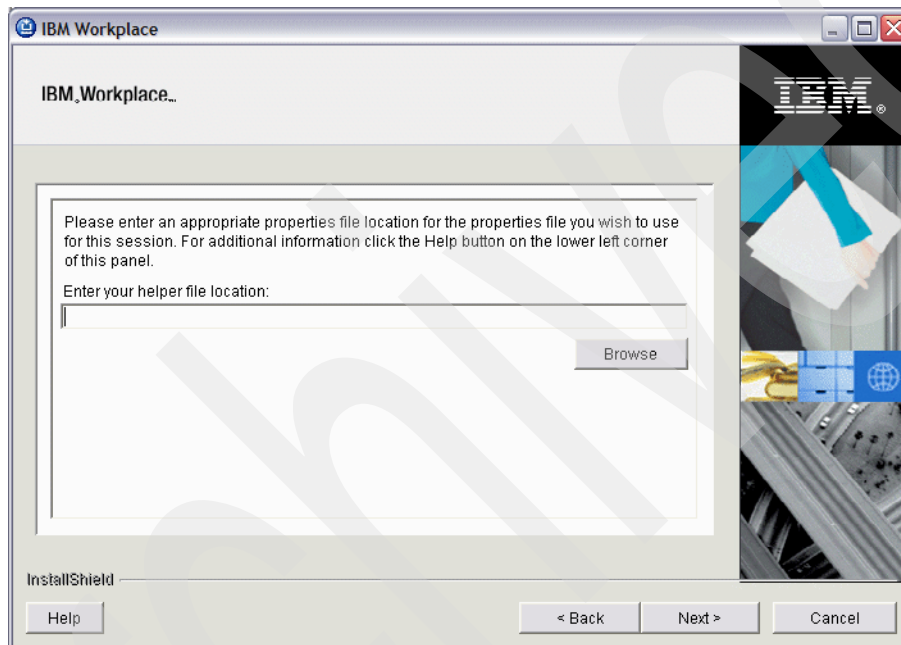 IBM Workplace
IBM Workplace™
IBM®
Please enter an appropriate properties file location for the properties file you wish to use
for this session. For additional information click the Help button on the lower left corner
of this panel.
Enter your helper file location:
Browse
InstallShield
Help
< Back
Next >
Cancel